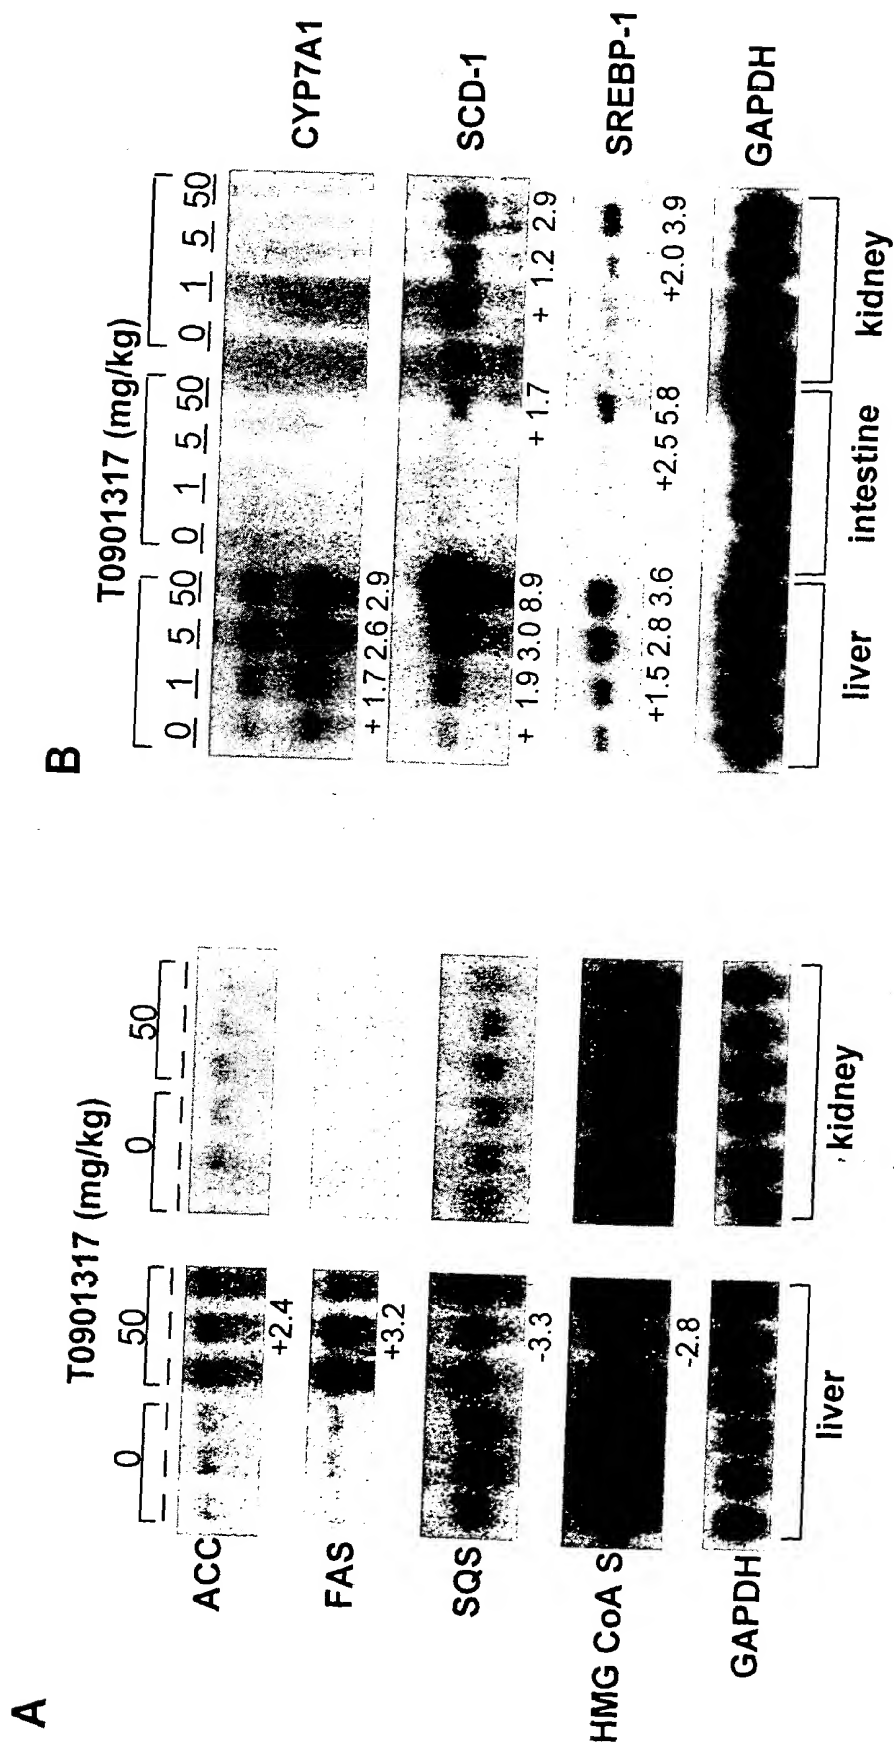 A
T0901317 (mg/kg)
0 50 0 50
ACC
+2.4
FAS
+3.2
SQS
-3.3
HMG CoA S
-2.8
GAPDH
liver kidney
B
T0901317 (mg/kg)
0 1 5 50 0 1 5 50 0 1 5 50
CYP7A1
+ 1.7 2.6 2.9
SCD-1
+ 1.9 3.0 8.9 + 1.7 + 1.2 2.9
SREBP-1
+1.5 2.8 3.6 +2.5 5.8 +2.0 3.9
GAPDH
liver intestine kidney